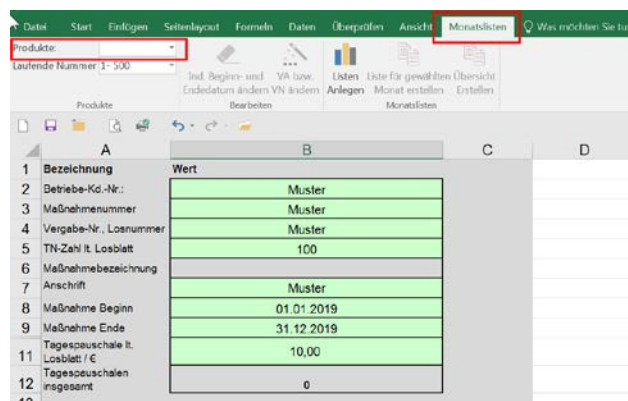 Datei Start Einfügen Seitenlayout Formeln Daten Überprüfen Ansicht Monatslisten Was möchten Sie tu
Produkte:
Laufende Nummer 1- 500
Ind. Beginn- und VA bzw. Listen Liste für gewählten Übersicht
Endedatum ändern VN ändern Anlegen Monat erstellen Erstellen
Produkte Bearbeiten Monatslisten
A B C D
1 Bezeichnung Wert
2 Betriebe-Kd.-Nr.: Muster
3 Maßnahmenummer Muster
4 Vergabe-Nr., Losnummer Muster
5 TN-Zahl lt. Losblatt 100
6 Maßnahmebezeichnung
7 Anschrift Muster
8 Maßnahme Beginn 01.01.2019
9 Maßnahme Ende 31.12.2019
Tagespauschale lt.
11 Losblatt / € 10,00
Tagespauschalen
12 insgesamt 0